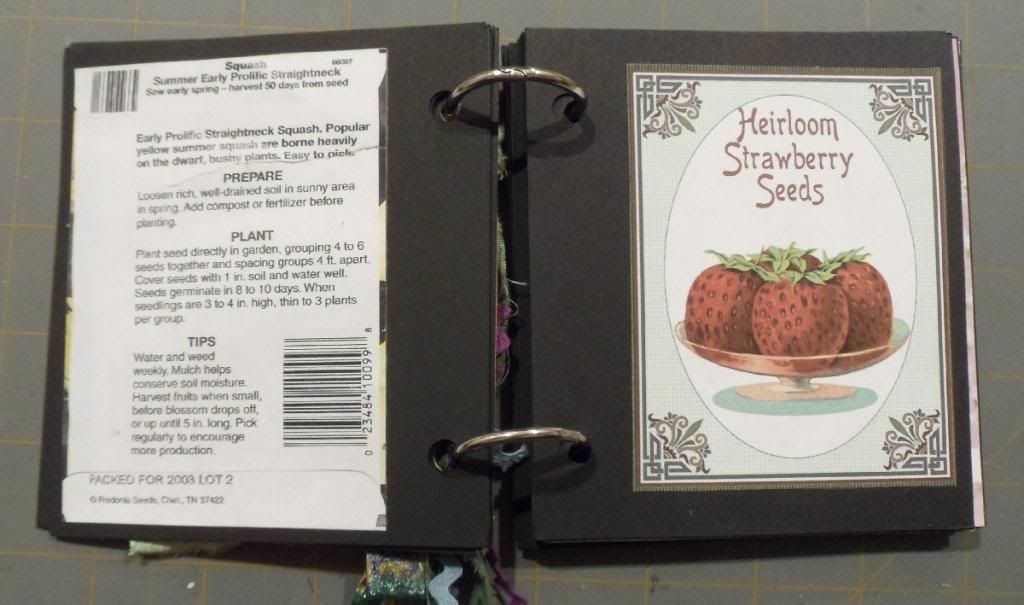 Squash 66007
Summer Early Prolific Straightneck
Sow early spring – harvest 50 days from seed
Early Prolific Straightneck Squash. Popular
yellow summer squash are borne heavily
on the dwarf, bushy plants. Easy to pick.
PREPARE
Loosen rich, well-drained soil in sunny area
in spring. Add compost or fertilizer before
planting.
PLANT
Plant seed directly in garden, grouping 4 to 6
seeds together and spacing groups 4 ft. apart.
Cover seeds with 1 in. soil and water well.
Seeds germinate in 8 to 10 days. When
seedlings are 3 to 4 in. high, thin to 3 plants
per group.
TIPS
Water and weed
weekly. Mulch helps
conserve soil moisture.
Harvest fruits when small,
before blossom drops off,
or up until 5 in. long. Pick
regularly to encourage
more production.
0 23484 10099 8
PACKED FOR 2003 LOT 2
© Fredonia Seeds, Chat., TN 37422
Heirloom
Strawberry
Seeds